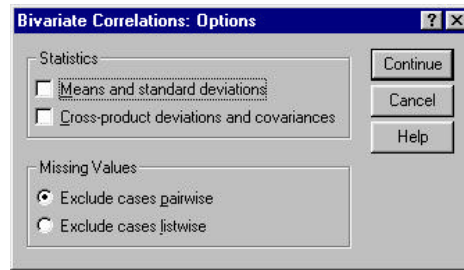 Bivariate Correlations: Options
Statistics
Means and standard deviations
Cross-product deviations and covariances
Missing Values
Exclude cases pairwise
Exclude cases listwise
Continue
Cancel
Help